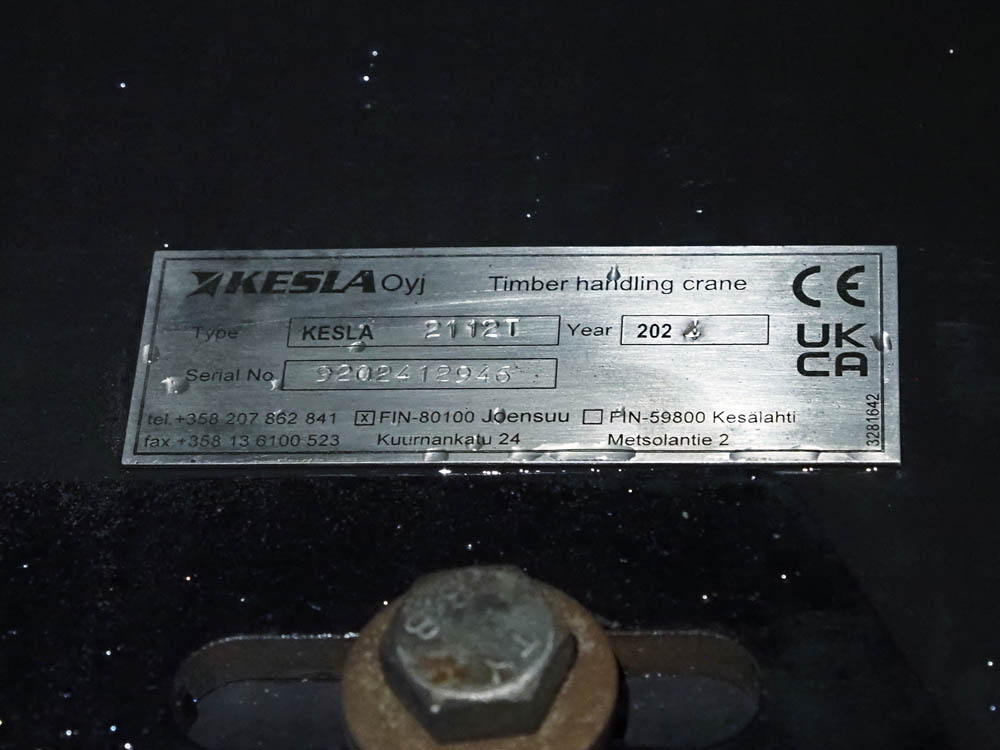 KESLA Oyj Timber handling crane CE
Type KESLA 2112T Year 202
UK
CA
Serial No. 9202412946
tel.+358 207 862 841 x FIN-80100 Joensuu FIN-59800 Kesälahti
fax +358 13 6100 523 Kuurnankatu 24 Metsolantie 2
3281642